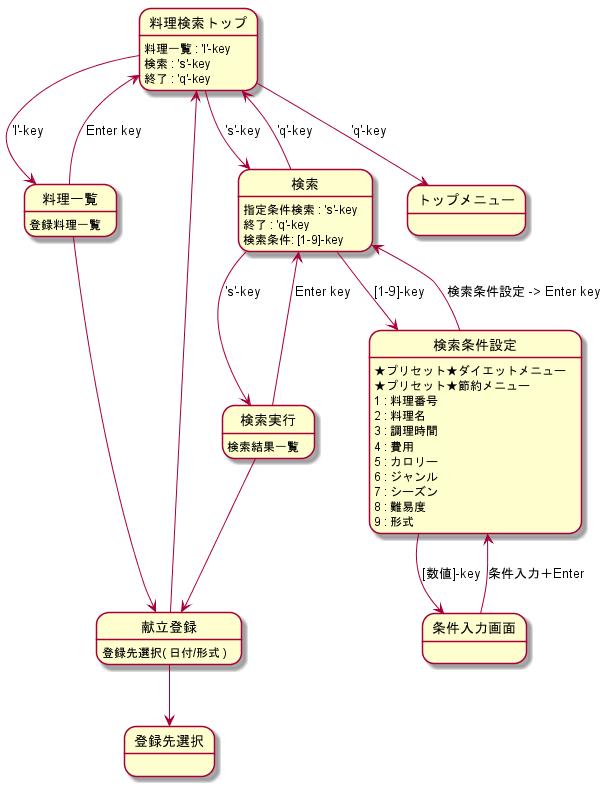 料理検索トップ
料理一覧 : 'l'-key
検索 : 's'-key
終了 : 'q'-key
'l'-key
Enter key
's'-key
'q'-key
'q'-key
料理一覧
登録料理一覧
検索
指定条件検索 : 's'-key
終了 : 'q'-key
検索条件: [1-9]-key
トップメニュー
's'-key
Enter key
[1-9]-key
検索条件設定 -> Enter key
検索実行
検索結果一覧
検索条件設定
★プリセット★ダイエットメニュー
★プリセット★節約メニュー
1 : 料理番号
2 : 料理名
3 : 調理時間
4 : 費用
5 : カロリー
6 : ジャンル
7 : シーズン
8 : 難易度
9 : 形式
[数値]-key
条件入力＋Enter
献立登録
登録先選択( 日付/形式 )
条件入力画面
登録先選択